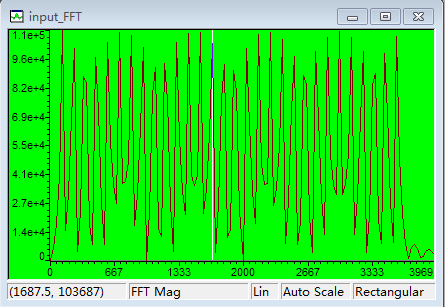 input_FFT
1.1e+5
9.6e+4
8.2e+4
6.9e+4
5.5e+4
4.1e+4
2.7e+4
1.4e+4
0
0 667 1333 2000 2667 3333 3969
(1687.5, 103687) FFT Mag Lin Auto Scale Rectangular